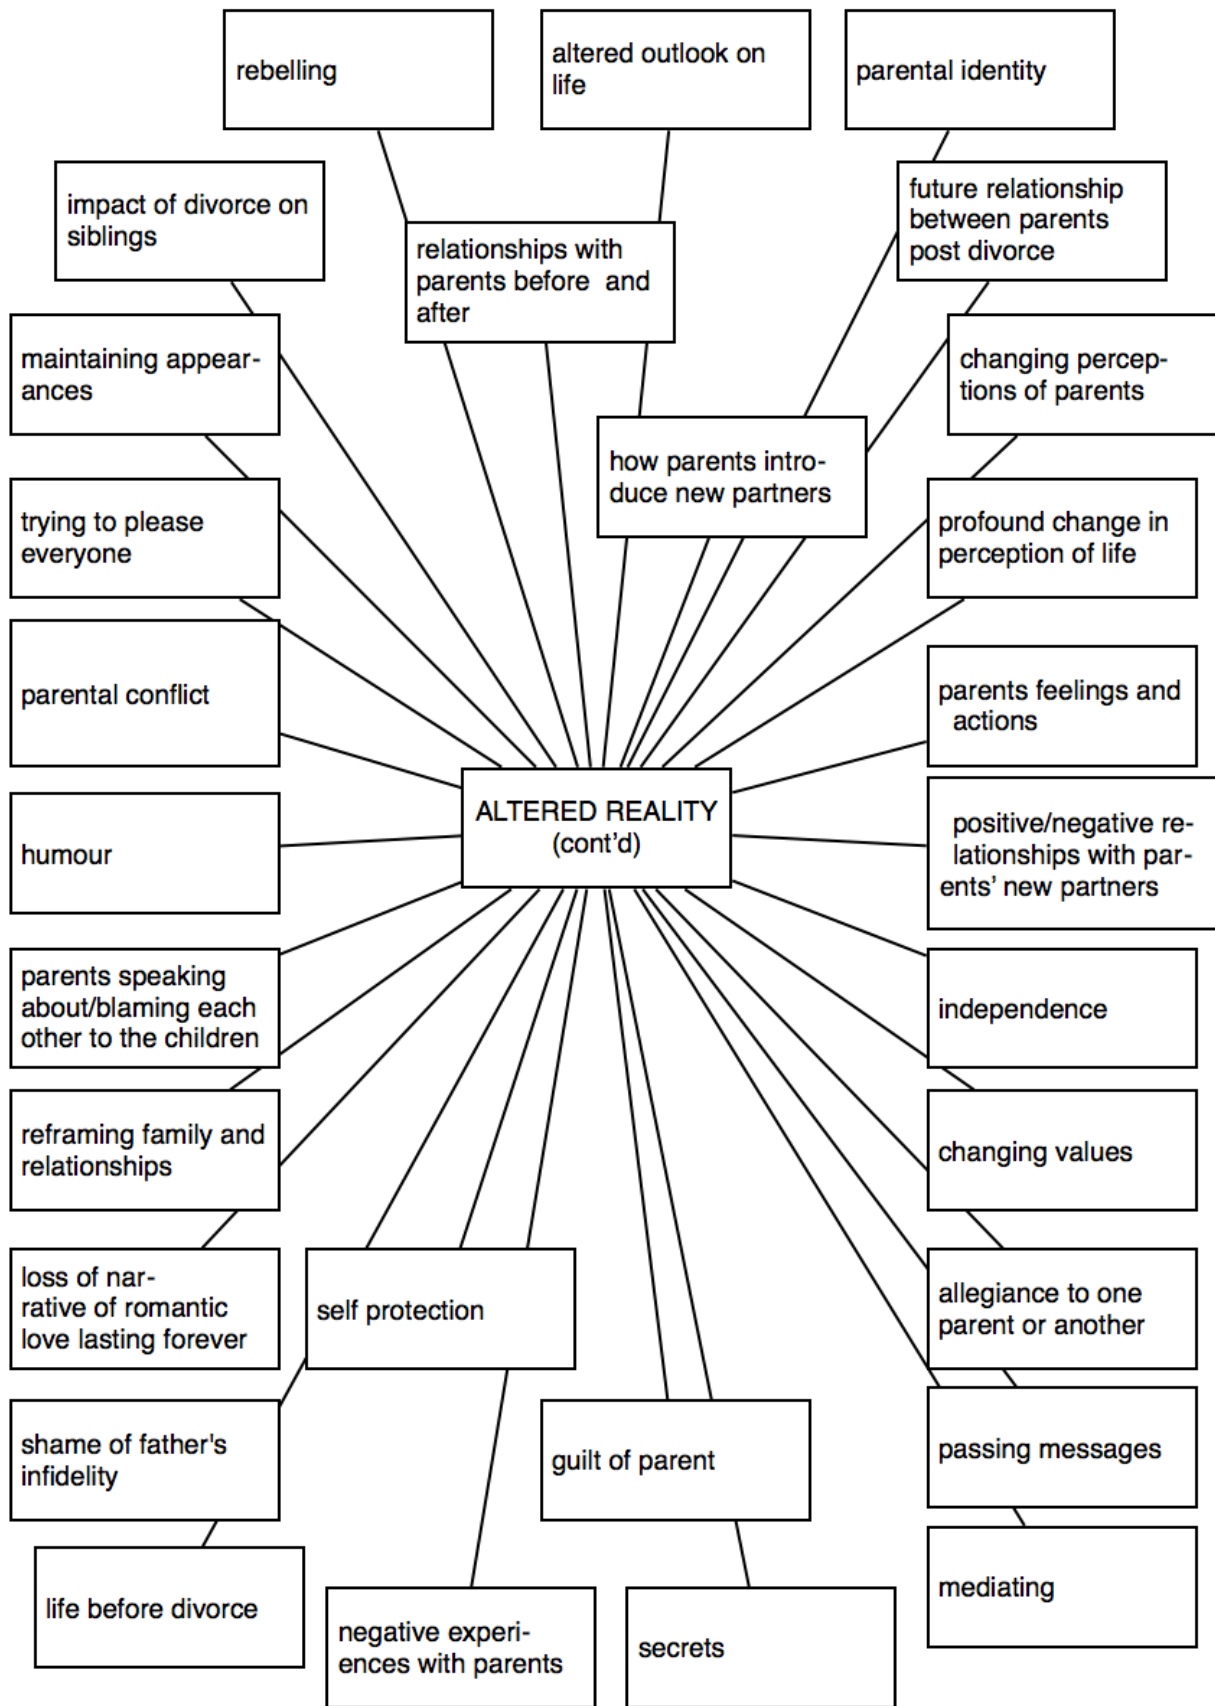 rebelling
altered outlook on
life
parental identity
impact of divorce on
siblings
relationships with
parents before  and
after
future relationship
between parents
post divorce
maintaining appear-
ances
changing percep-
tions of parents
how parents intro-
duce new partners
trying to please
everyone
profound change in
perception of life
parental conflict
parents feelings and
actions
ALTERED REALITY
(cont'd)
humour
positive/negative re-
lationships with par-
ents' new partners
parents speaking
about/blaming each
other to the children
independence
reframing family and
relationships
changing values
loss of nar-
rative of romantic
love lasting forever
self protection
allegiance to one
parent or another
shame of father's
infidelity
guilt of parent
passing messages
life before divorce
negative experi-
ences with parents
secrets
mediating